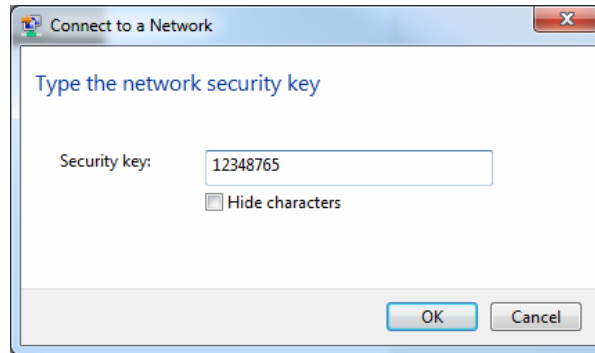 Connect to a Network
Type the network security key
Security key: 12348765
Hide characters
OK Cancel